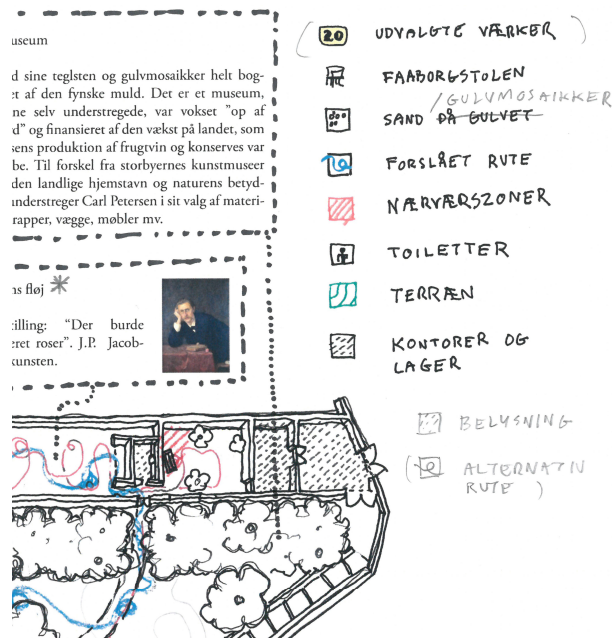 useum
d sine teglsten og gulvmosaikker helt bog-
et af den fynske muld. Det er et museum,
ne selv understregede, var vokset ”op af
d” og finansieret af den vækst på landet, som
sens produktion af frugtvin og konserves var
be. Til forskel fra storbyernes kunstmuseer
den landlige hjemstavn og naturens betyd-
understreger Carl Petersen i sit valg af materi-
rapper, vægge, møbler mv.
ns fløj
tilling: “Der burde
eret roser”. J.P. Jacob-
kunsten.
( 20 UDVALGTE VÆRKER )
FAABORGSTOLEN
/GULVMOSAIKKER
SAND PÅ GULVET
FORSLÅET RUTE
NÆRVÆRSZONER
TOILETTER
TERRÆN
KONTORER OG
LAGER
BELYSNING
( ALTERNATIV
RUTE )